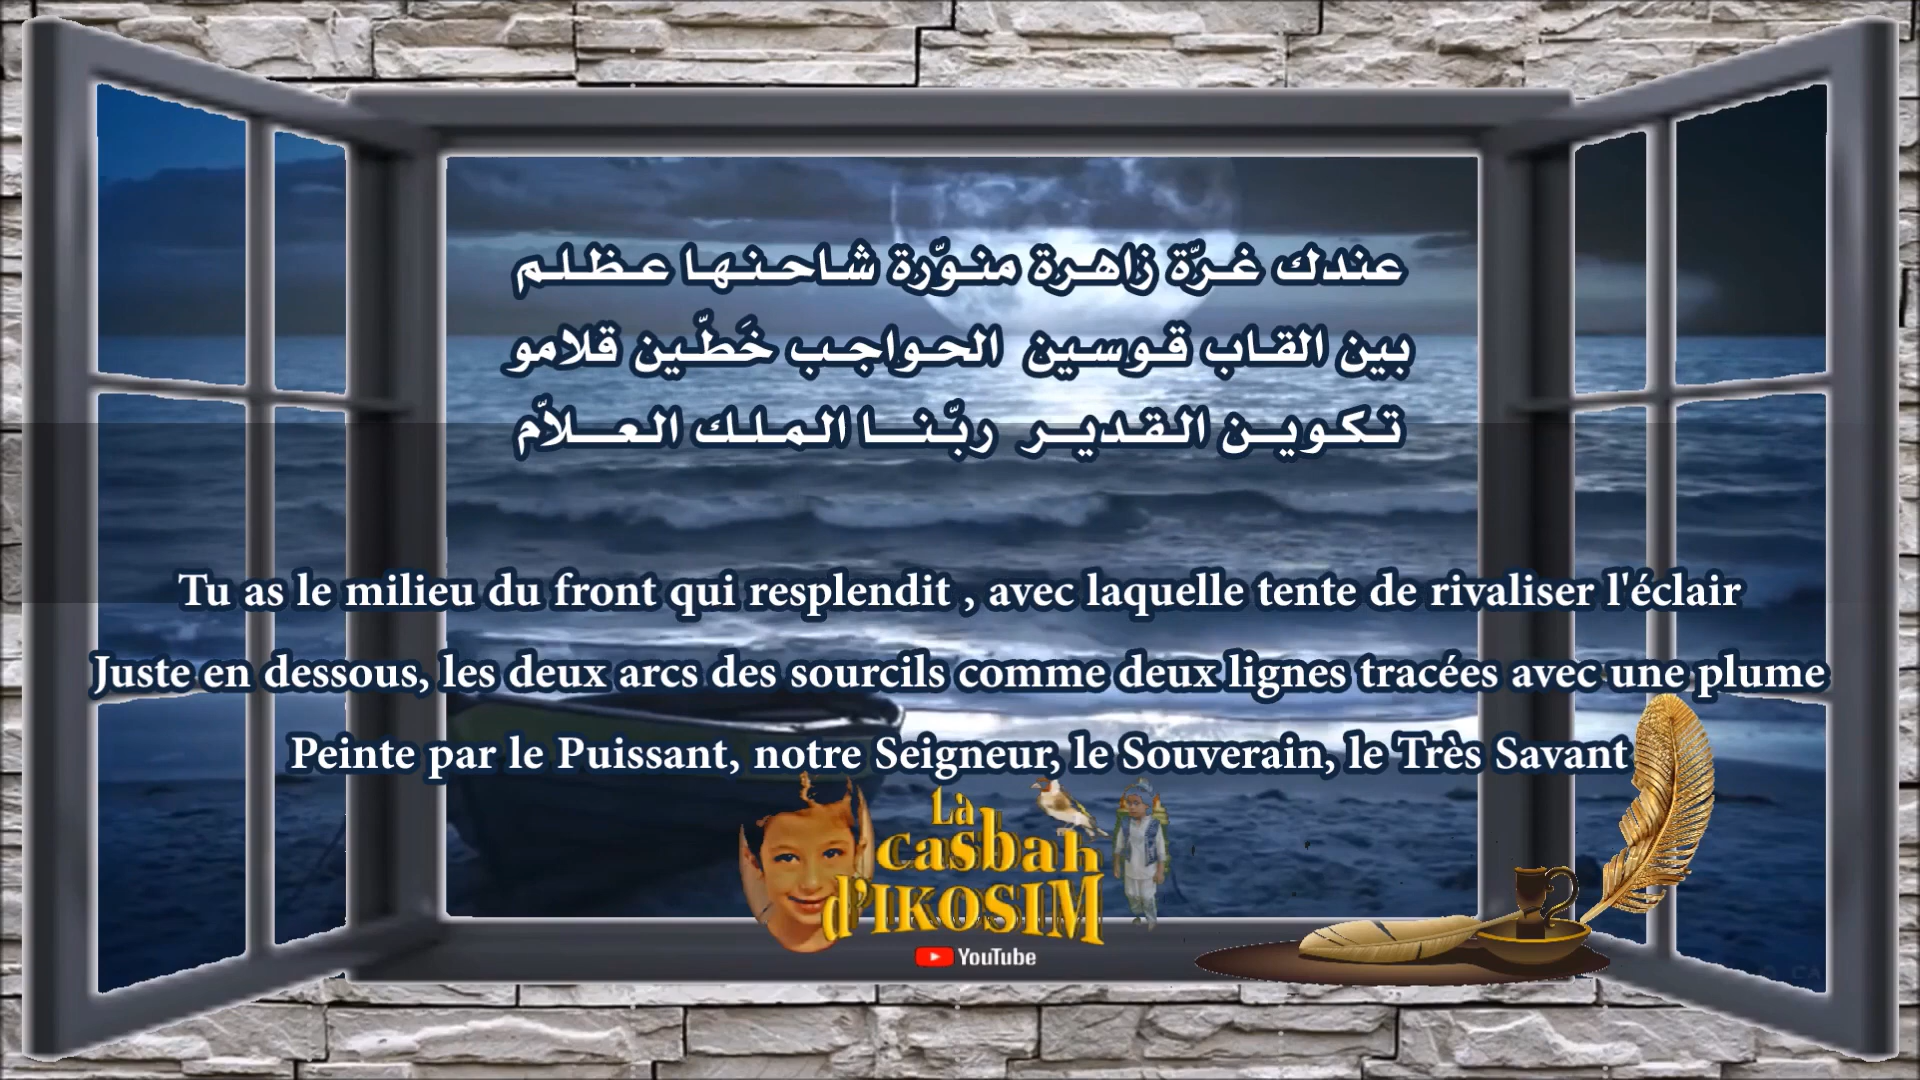 عندك غرّة زاهرة منوّرة شاحنها عظلم
بين القاب قوسين الحواجب خَطّين قلامو
تكوين القدير ربّنا الملك العلاّم
Tu as le milieu du front qui resplendit , avec laquelle tente de rivaliser l'éclair
Juste en dessous, les deux arcs des sourcils comme deux lignes tracées avec une plume
Peinte par le Puissant, notre Seigneur, le Souverain, le Très Savant
La
casbah
d'IKOSIM
YouTube